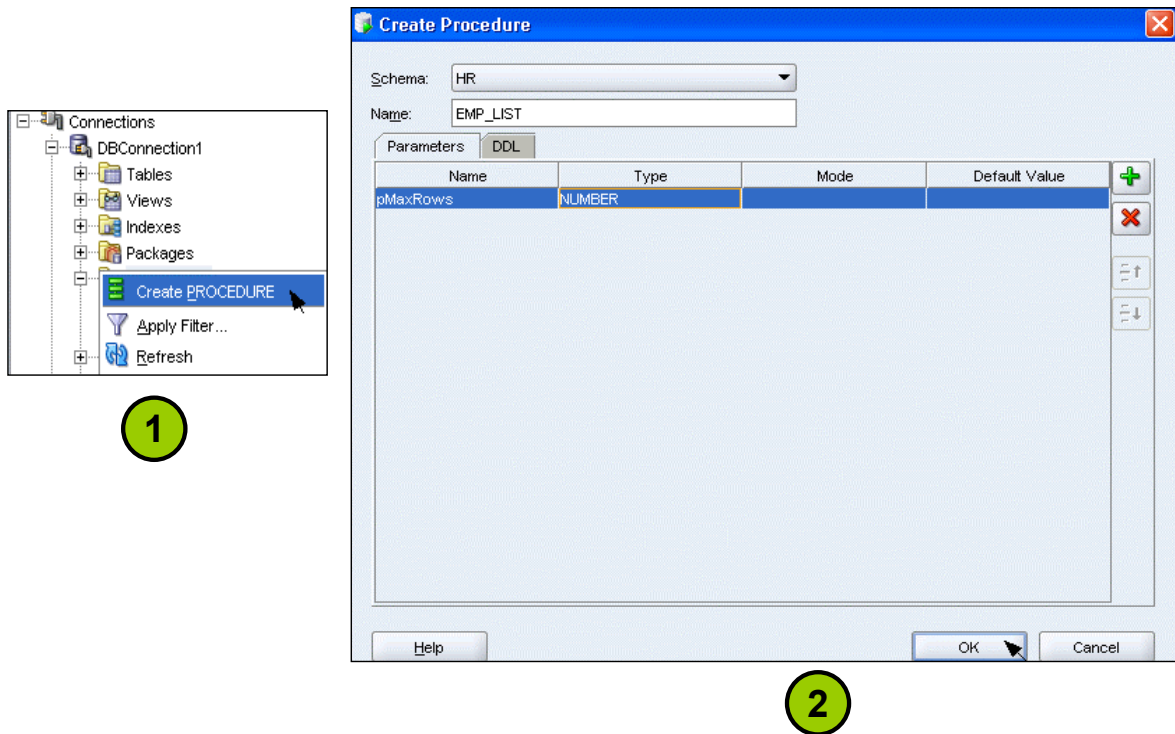 Connections
DBConnection1
Tables
Views
Indexes
Packages
Create PROCEDURE
Apply Filter...
Refresh
1
Create Procedure
Schema: HR
Name: EMP_LIST
Parameters DDL
Name Type Mode Default Value
pMaxRows NUMBER
Help OK Cancel
2